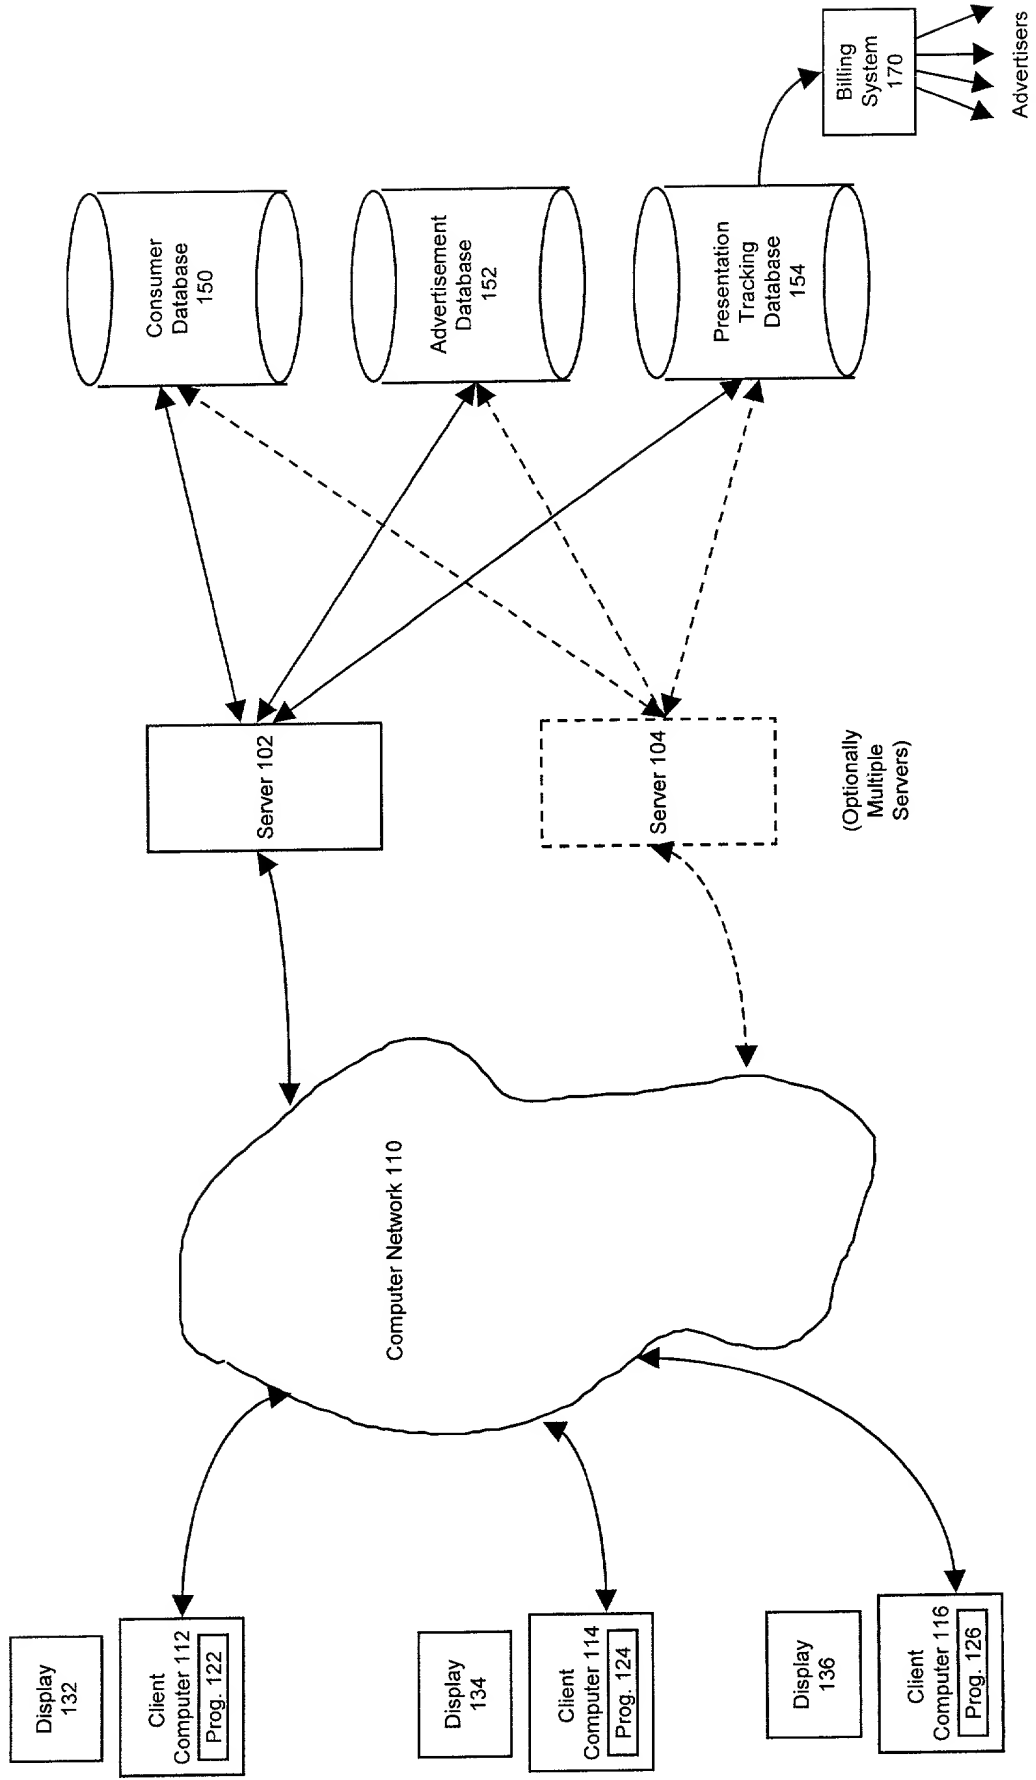 Display
132
Client
Computer 112
Prog. 122
Display
134
Client
Computer 114
Prog. 124
Display
136
Client
Computer 116
Prog. 126
Computer Network 110
Server 102
Server 104
(Optionally
Multiple
Servers)
Consumer
Database
150
Advertisement
Database
152
Presentation
Tracking
Database
154
Billing
System
170
Advertisers